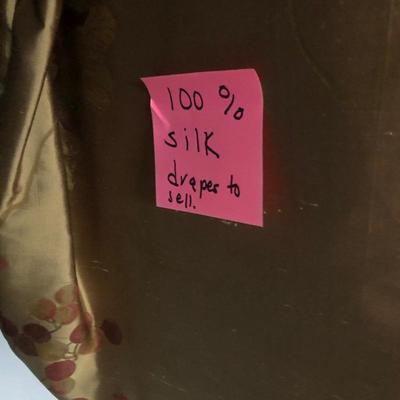 100 %
silk
drapes to
sell.